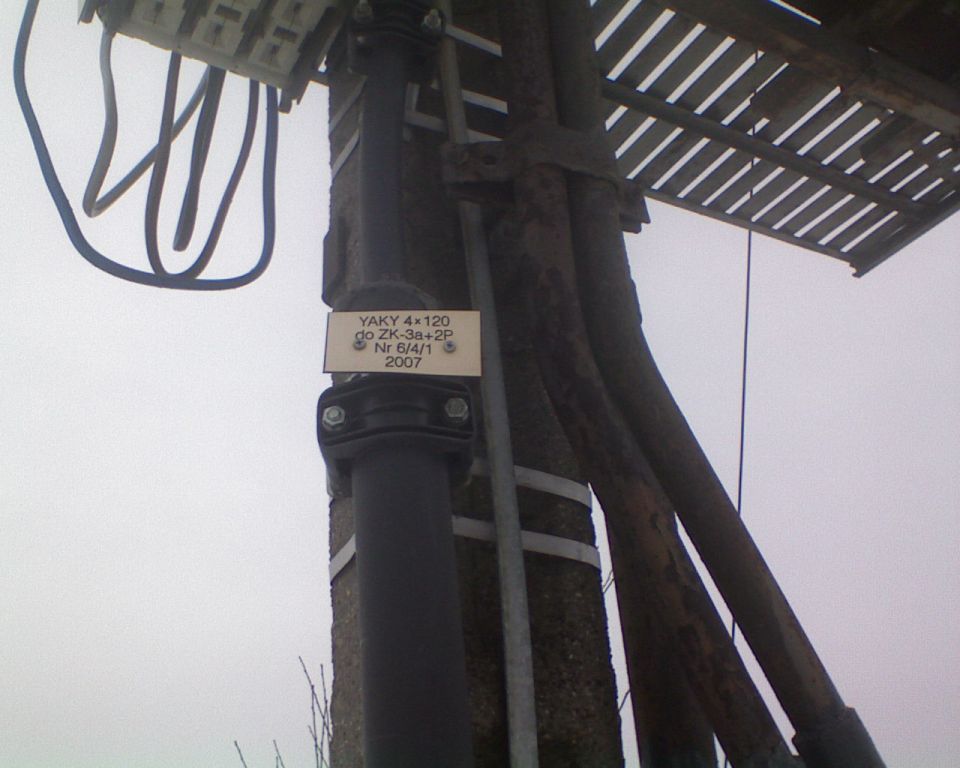 YAKY 4×120
do ZK-3a+2P
Nr 6/4/1
2007